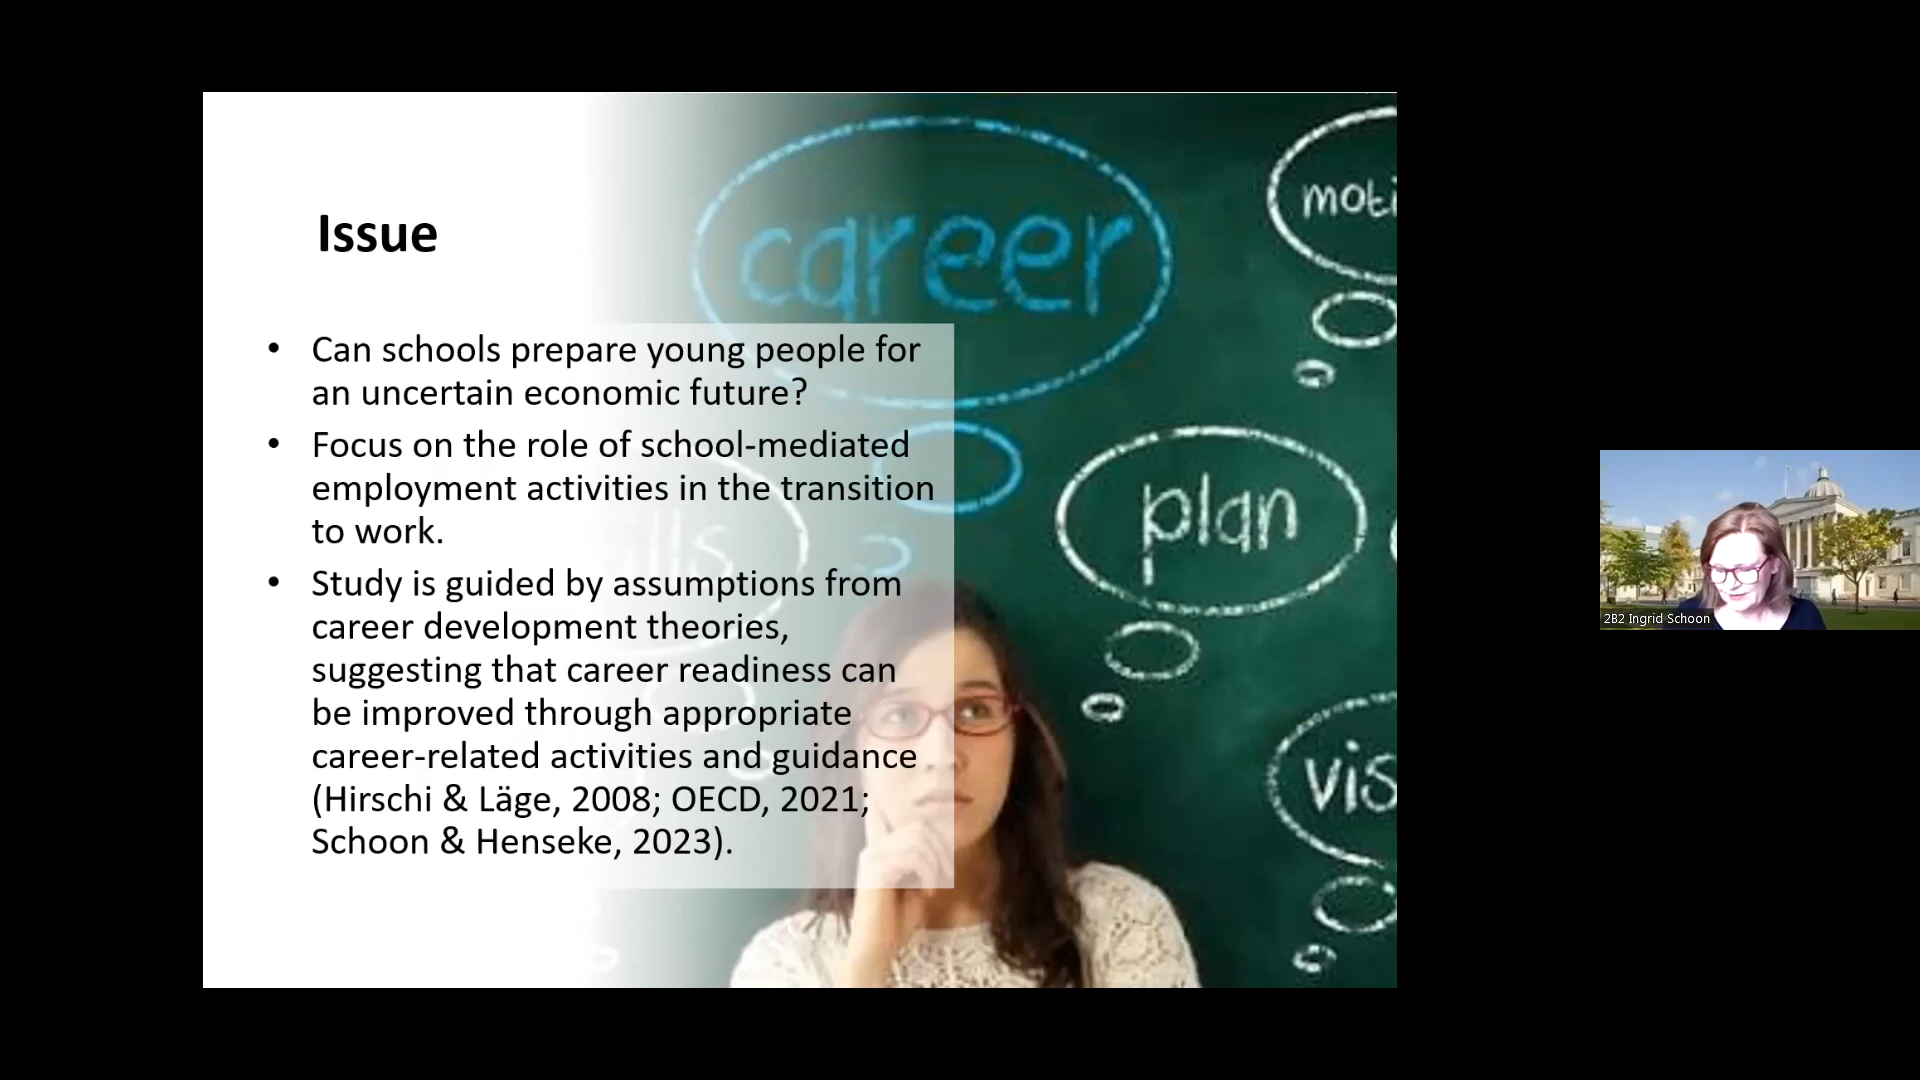 Issue
• Can schools prepare young people for
an uncertain economic future?
• Focus on the role of school-mediated
employment activities in the transition
to work.
• Study is guided by assumptions from
career development theories,
suggesting that career readiness can
be improved through appropriate
career-related activities and guidance
(Hirschi & Läge, 2008; OECD, 2021;
Schoon & Henseke, 2023).
career
moti
plan
vis
ills
2B2 Ingrid Schoon